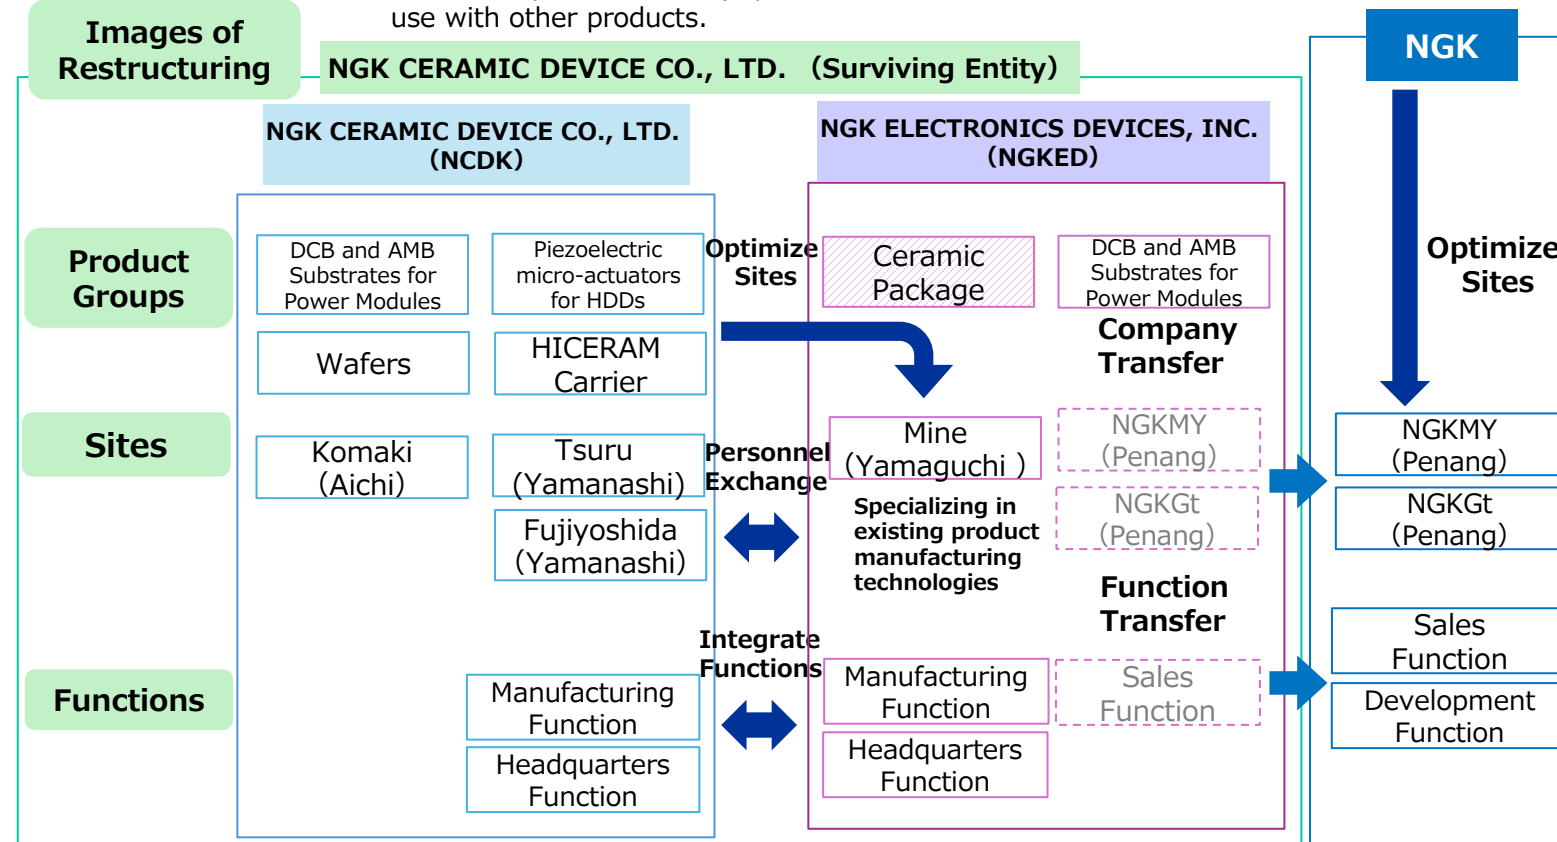 use with other products.
Images of
Restructuring
NGK CERAMIC DEVICE CO., LTD. （Surviving Entity）
NGK
NGK CERAMIC DEVICE CO., LTD.
（NCDK）
NGK ELECTRONICS DEVICES, INC.
（NGKED）
Product
Groups
DCB and AMB
Substrates for
Power Modules
Piezoelectric
micro-actuators
for HDDs
Optimize
Sites
Ceramic
Package
DCB and AMB
Substrates for
Power Modules
Optimize
Sites
Wafers
HICERAM
Carrier
Company
Transfer
Sites
Komaki
（Aichi）
Tsuru
（Yamanashi）
Personnel
Exchange
Mine
（Yamaguchi ）
NGKMY
（Penang）
NGKMY
（Penang）
Fujiyoshida
（Yamanashi）
Specializing in
existing product
manufacturing
technologies
NGKGt
（Penang）
NGKGt
（Penang）
Function
Transfer
Functions
Integrate
Functions
Manufacturing
Function
Manufacturing
Function
Sales
Function
Sales
Function
Headquarters
Function
Headquarters
Function
Development
Function